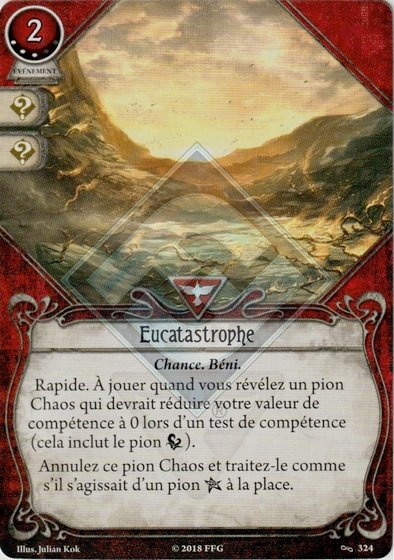 2
ÉVÉNEMENT
?
?
Eucatastrophe
Chance. Béni.
Rapide. À jouer quand vous révélez un pion
Chaos qui devrait réduire votre valeur de
compétence à 0 lors d'un test de compétence
(cela inclut le pion ).
Annulez ce pion Chaos et traitez-le comme
s'il s'agissait d'un pion à la place.
®
Illus. Julian Kok
© 2018 FFG
324